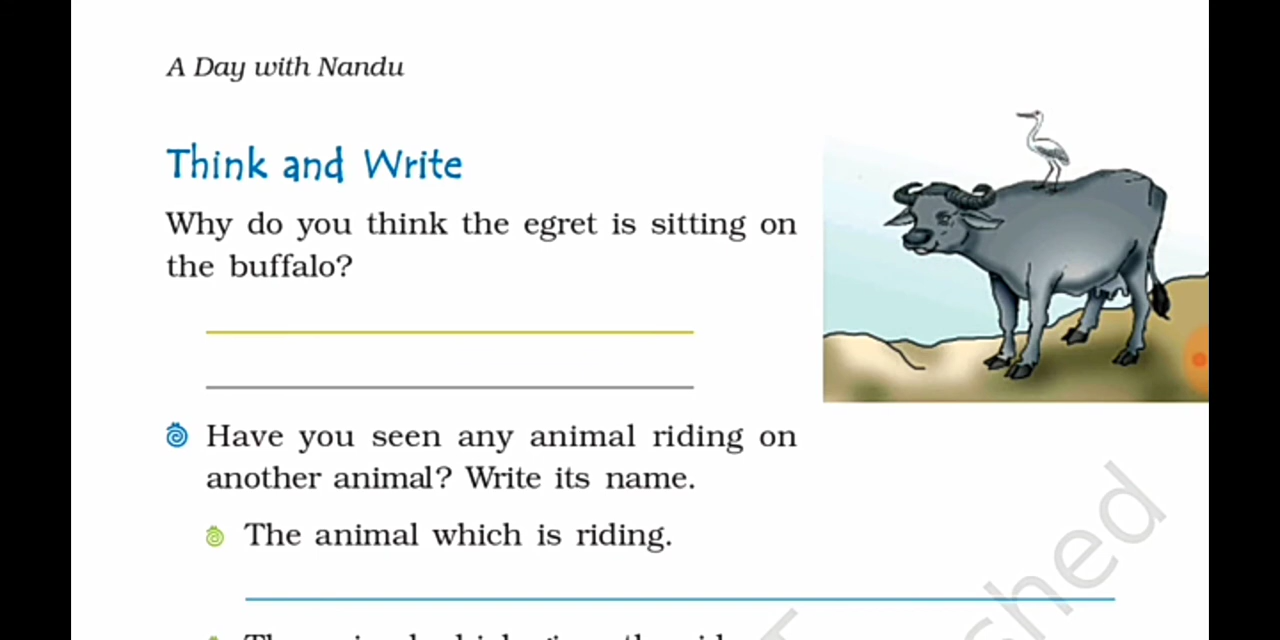 A Day with Nandu
Think and Write
Why do you think the egret is sitting on
the buffalo?
Have you seen any animal riding on
another animal? Write its name.
The animal which is riding.
shed